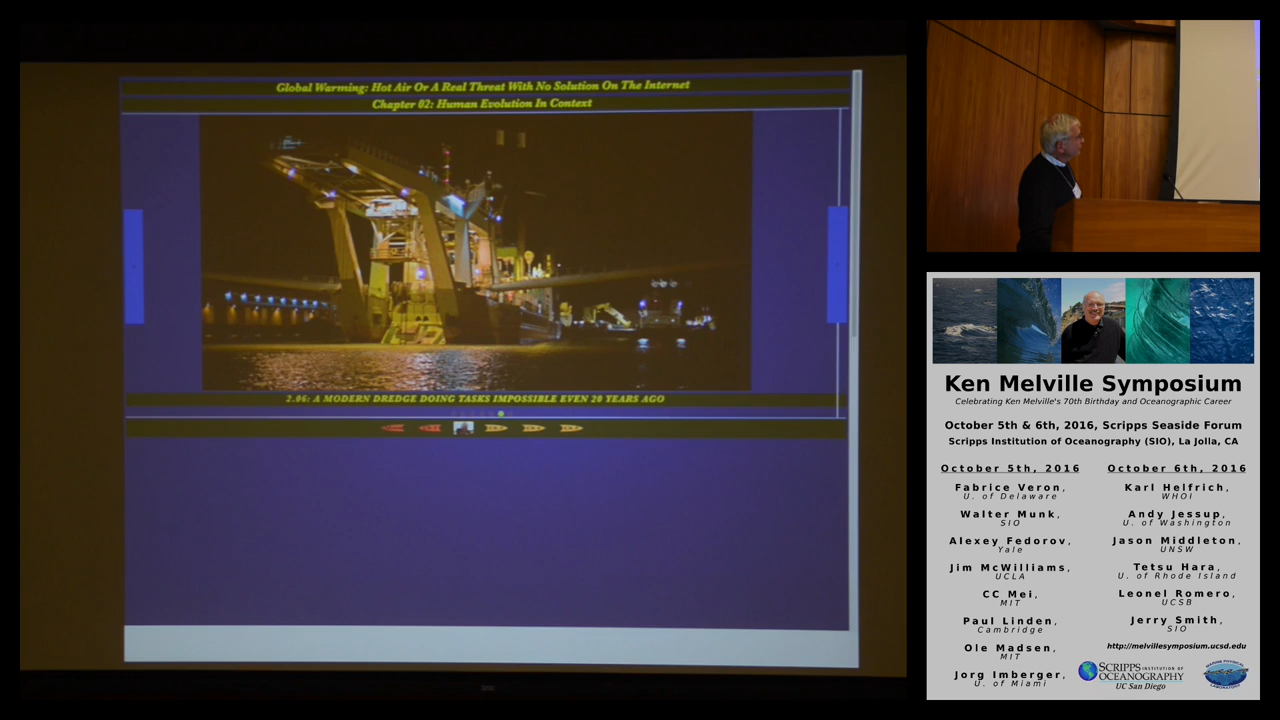 Global Warming: Hot Air Or A Real Threat With No Solution On The Internet
Chapter 02: Human Evolution In Context
2.06: A MODERN DREDGE DOING TASKS IMPOSSIBLE EVEN 20 YEARS AGO
Ken Melville Symposium
Celebrating Ken Melville's 70th Birthday and Oceanographic Career
October 5th & 6th, 2016, Scripps Seaside Forum
Scripps Institution of Oceanography (SIO), La Jolla, CA
October 5th, 2016
Fabrice Veron,
U. of Delaware
Walter Munk,
SIO
Alexey Fedorov,
Yale
Jim McWilliams,
UCLA
CC Mei,
MIT
Paul Linden,
Cambridge
Ole Madsen,
MIT
Jorg Imberger,
U. of Miami
October 6th, 2016
Karl Helfrich,
WHOI
Andy Jessup,
U. of Washington
Jason Middleton,
UNSW
Tetsu Hara,
U. of Rhode Island
Leonel Romero,
UCSB
Jerry Smith,
SIO
http://melvillesymposium.ucsd.edu
SCRIPPS INSTITUTION OF
OCEANOGRAPHY
UC San Diego
MARINE PHYSICAL
LABORATORY